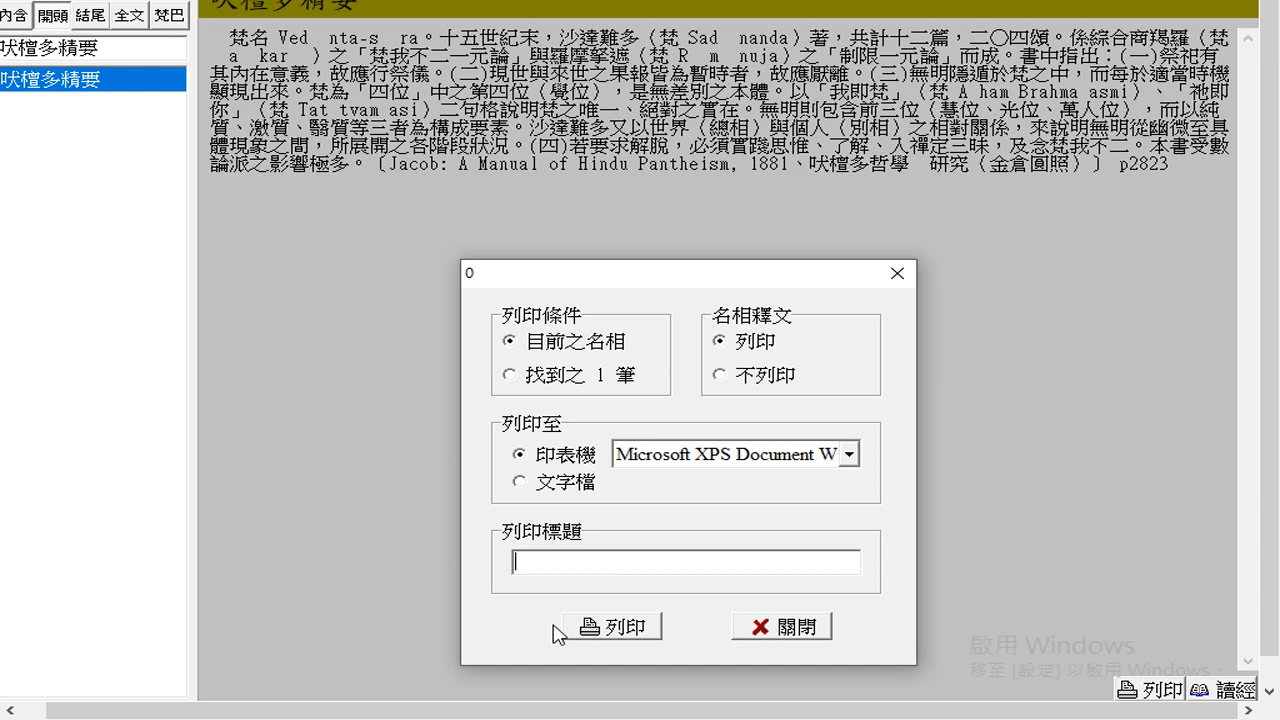 內含 開頭 結尾 全文 梵巴
吠檀多精要
吠檀多精要
吠檀多精要
梵名 Ved nta-s ra。十五世紀末，沙達難多（梵 Sad nanda）著，共計十二篇，二〇四頌。係綜合商羯羅（梵
a kar ）之「梵我不二一元論」與羅摩拏遮（梵 R m nuja）之「制限一元論」而成。書中指出：(一)祭祀有
其內在意義，故應行祭儀。(二)現世與來世之果報皆為暫時者，故應厭離。(三)無明隱遁於梵之中，而每於適當時機
顯現出來。梵為「四位」中之第四位（覺位），是無差別之本體。以「我即梵」（梵 A ham Brahma asmi）、「祂即
你」（梵 Tat tvam asi）二句格說明梵之唯一、絕對之實在。無明則包含前三位（慧位、光位、萬人位），而以純
質、激質、翳質等三者為構成要素。沙達難多又以世界（總相）與個人（別相）之相對關係，來說明無明從幽微至具
體現象之間，所展開之各階段狀況。(四)若要求解脫，必須實踐思惟、了解、入禪定三昧，及念梵我不二。本書受數
論派之影響極多。〔Jacob: A Manual of Hindu Pantheism, 1881、吠檀多哲學 研究（金倉圓照）〕 p2823
0
列印條件
目前之名相
找到之 1 筆
名相釋文
列印
不列印
列印至
印表機 Microsoft XPS Document W
文字檔
列印標題
列印 關閉
啟用 Windows
移至 [設定] 以啟用 Windows。
列印 讀經